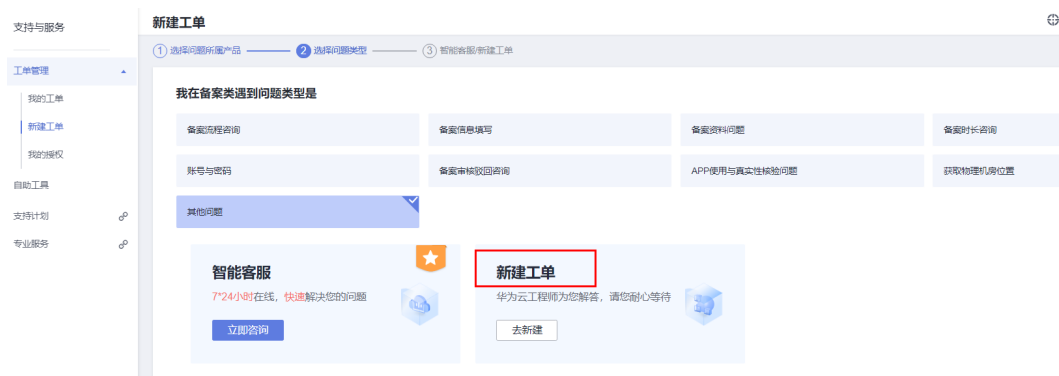 支持与服务
工单管理
我的工单
新建工单
我的授权
自助工具
支持计划
专业服务
新建工单
1 选择问题所属产品
2 选择问题类型
3 智能客服/新建工单
我在备案类遇到问题类型是
备案流程咨询
备案信息填写
备案资料问题
备案时长咨询
账号与密码
备案审核驳回咨询
APP使用与真实性核验问题
获取物理机房位置
其他问题
智能客服
7*24小时在线，快速解决您的问题
立即咨询
新建工单
华为云工程师为您解答，请您耐心等待
去新建